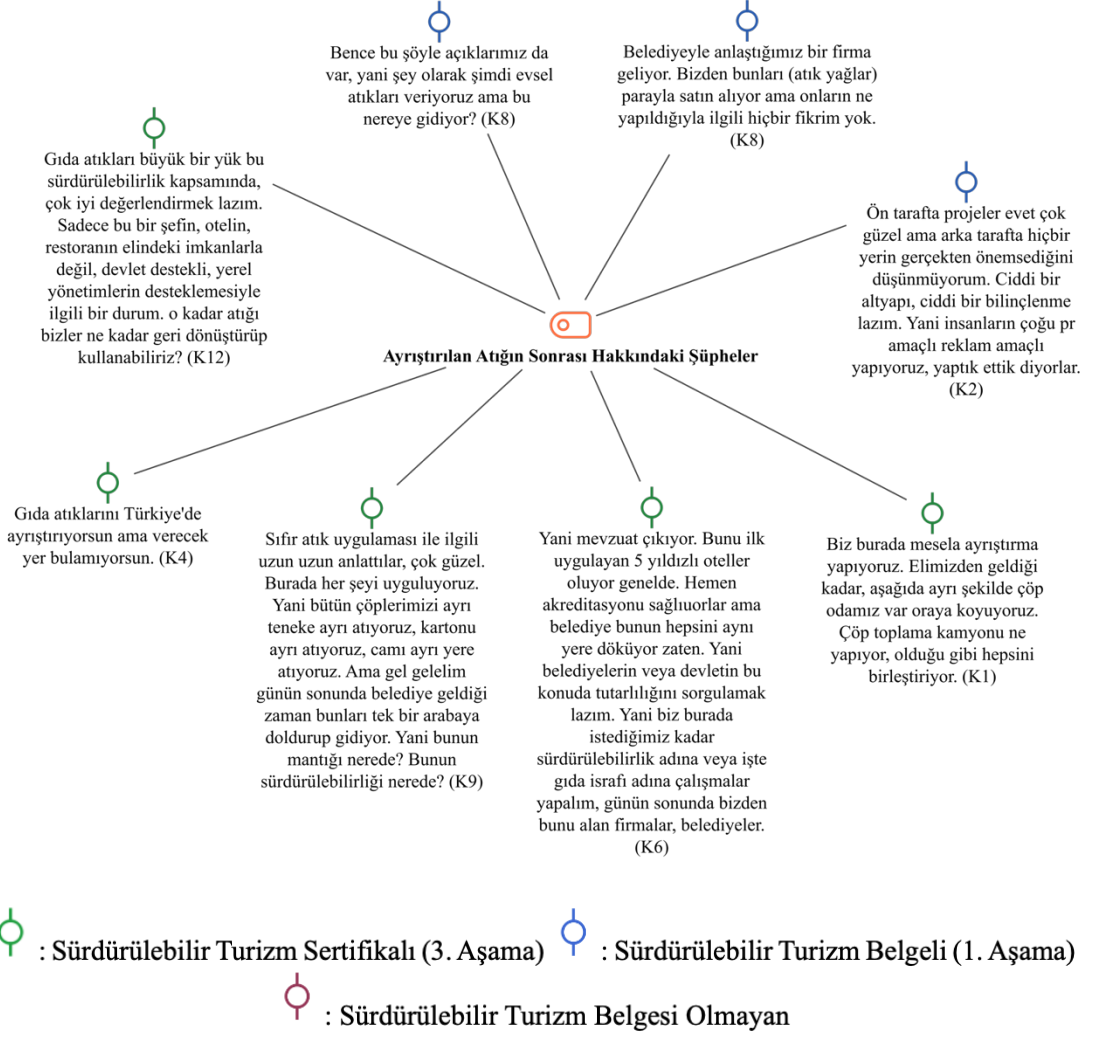 Bence bu şöyle açıklarımız da
var, yani şey olarak şimdi evsel
atıkları veriyoruz ama bu
nereye gidiyor? (K8)
Belediyeyle anlaştığımız bir firma
geliyor. Bizden bunları (atık yağlar)
parayla satın alıyor ama onların ne
yapıldığıyla ilgili hiçbir fikrim yok.
(K8)
Gıda atıkları büyük bir yük bu
sürdürülebilirlik kapsamında,
çok iyi değerlendirmek lazım.
Sadece bu bir şefin, otelin,
restoranın elindeki imkanlarla
değil, devlet destekli, yerel
yönetimlerin desteklemesiyle
ilgili bir durum. o kadar atığı
bizler ne kadar geri dönüştürüp
kullanabiliriz? (K12)
Ön tarafta projeler evet çok
güzel ama arka tarafta hiçbir
yerin gerçekten önemsediğini
düşünmüyorum. Ciddi bir
altyapı, ciddi bir bilinçlenme
lazım. Yani insanların çoğu pr
amaçlı reklam amaçlı
yapıyoruz, yaptık ettik diyorlar.
(K2)
Ayrıştırılan Atığın Sonrası Hakkındaki Şüpheler
Gıda atıklarını Türkiye'de
ayrıştırıyorsun ama verecek
yer bulamıyorsun. (K4)
Sıfır atık uygulaması ile ilgili
uzun uzun anlattılar, çok güzel.
Burada her şeyi uyguluyoruz.
Yani bütün çöplerimizi ayrı
teneke ayrı atıyoruz, kartonu
ayrı atıyoruz, camı ayrı yere
atıyoruz. Ama gel gelelim
günün sonunda belediye geldiği
zaman bunları tek bir arabaya
doldurup gidiyor. Yani bunun
mantığı nerede? Bunun
sürdürülebilirliği nerede? (K9)
Yani mevzuat çıkıyor. Bunu ilk
uygulayan 5 yıldızlı oteller
oluyor genelde. Hemen
akreditasyonu sağlıuorlar ama
belediye bunun hepsini aynı
yere döküyor zaten. Yani
belediyelerin veya devletin bu
konuda tutarlılığını sorgulamak
lazım. Yani biz burada
istediğimiz kadar
sürdürülebilirlik adına veya işte
gıda israfı adına çalışmalar
yapalım, günün sonunda bizden
bunu alan firmalar, belediyeler.
(K6)
Biz burada mesela ayrıştırma
yapıyoruz. Elimizden geldiği
kadar, aşağıda ayrı şekilde çöp
odamız var oraya koyuyoruz.
Çöp toplama kamyonu ne
yapıyor, olduğu gibi hepsini
birleştiriyor. (K1)
: Sürdürülebilir Turizm Sertifikalı (3. Aşama)
: Sürdürülebilir Turizm Belgeli (1. Aşama)
: Sürdürülebilir Turizm Belgesi Olmayan